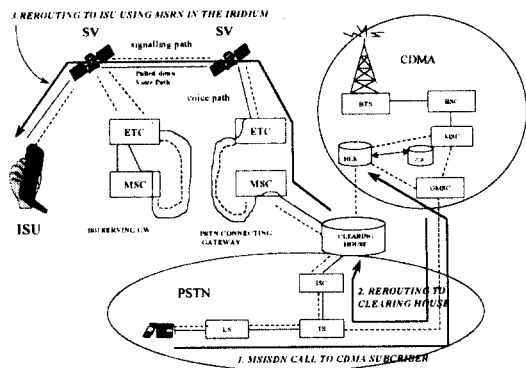 3. REROUTING TO ISU USING MSRN IN THE IRIDIUM
SV
SV
signalling path
Pulled down
Voice Path
voice path
CDMA
BTS
BSC
MSC
HLR
GMSC
ETC
ETC
MSC
MSC
ISU
ISU SERVING GW
PSTN CONNECTING
GATEWAY
CLEARING
HOUSE
ISC
PSTN
2. REROUTING TO
CLEARING HOUSE
LS
TS
1. MSISDN CALL TO CDMA SUBCRIBER